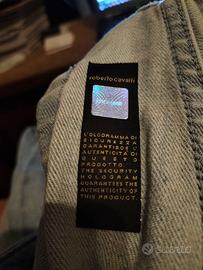 roberto cavalli
L'OLOGRAMMA DI
SICUREZZA
GARANTISCE L'
AUTENTICITÀ DI
QUESTO
PRODOTTO.
THE SECURITY
HOLOGRAM
GUARANTEES THE
AUTHENTICITY OF
THIS PRODUCT.
subito